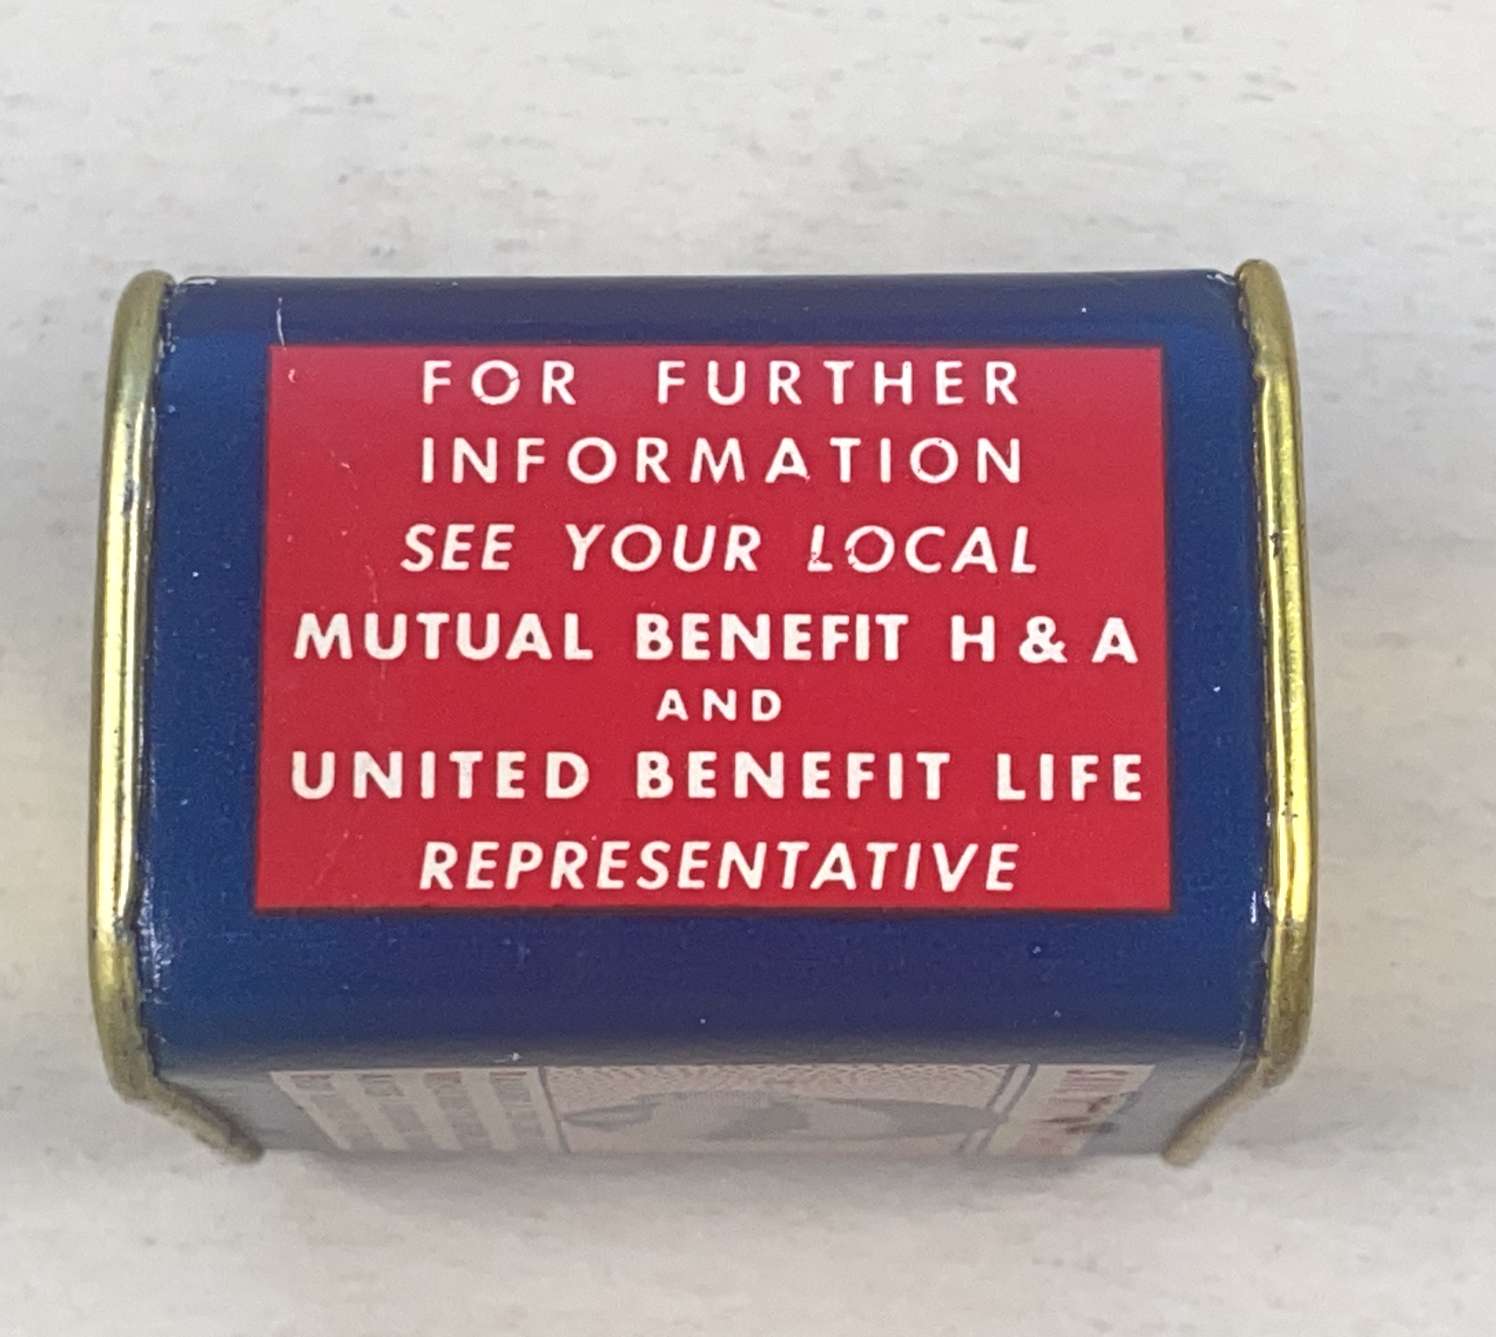 FOR FURTHER
INFORMATION
SEE YOUR LOCAL
MUTUAL BENEFIT H & A
AND
UNITED BENEFIT LIFE
REPRESENTATIVE